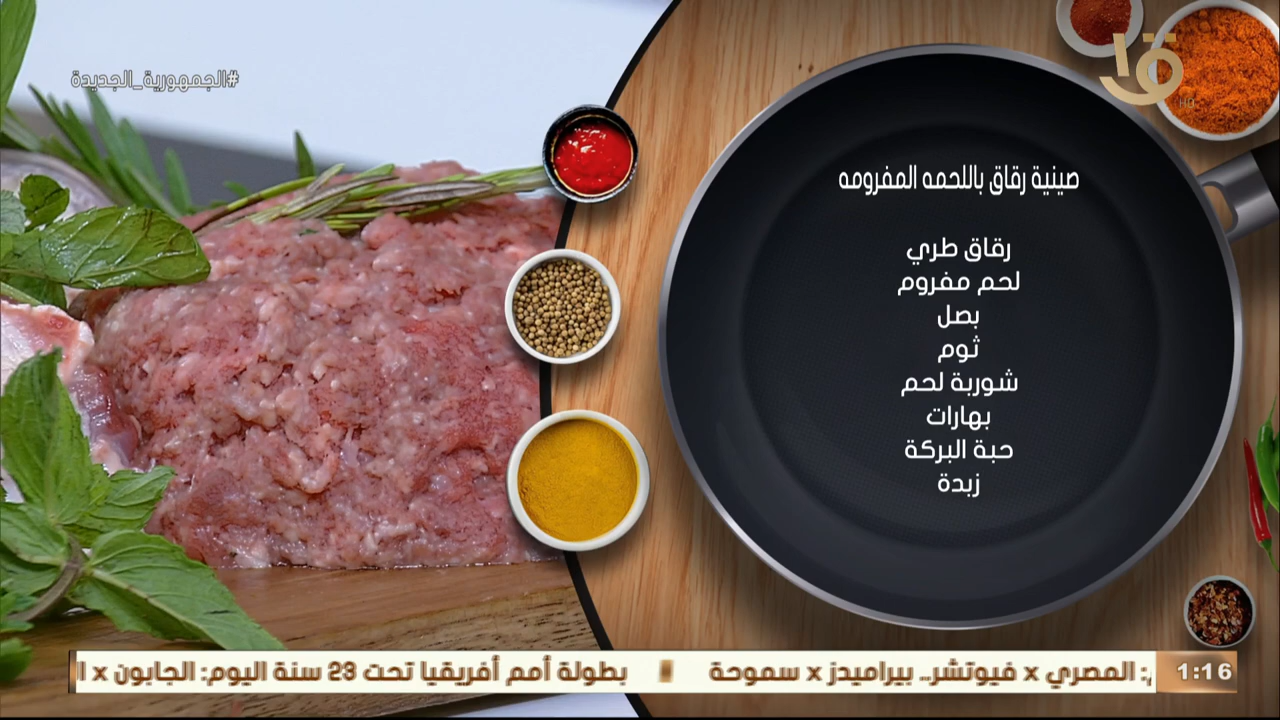 #الجمهورية_الجديدة
HD
صينية رقاق باللحمه المفرومه
رقاق طري
لحم مفروم
بصل
ثوم
شوربة لحم
بهارات
حبة البركة
زبدة
المصري x فيوتشر.. بيراميدز x سموحة
بطولة أمم أفريقيا تحت 23 سنة اليوم: الجابون x
1:16